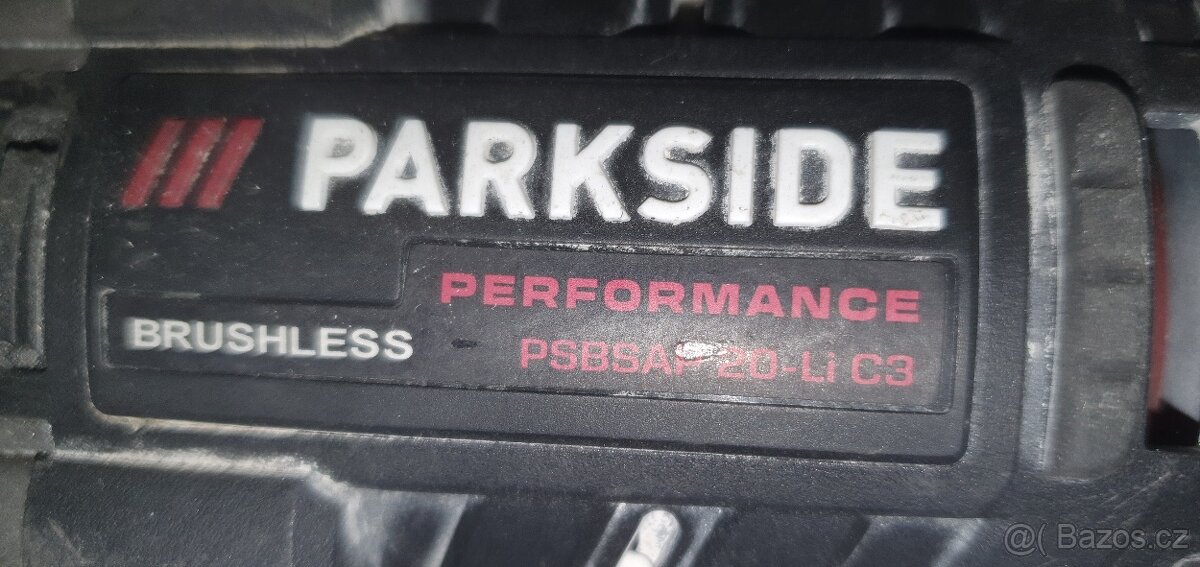 PARKSIDE
PERFORMANCE
BRUSHLESS
PSBSAP 20-Li C3
@( Bazos.cz